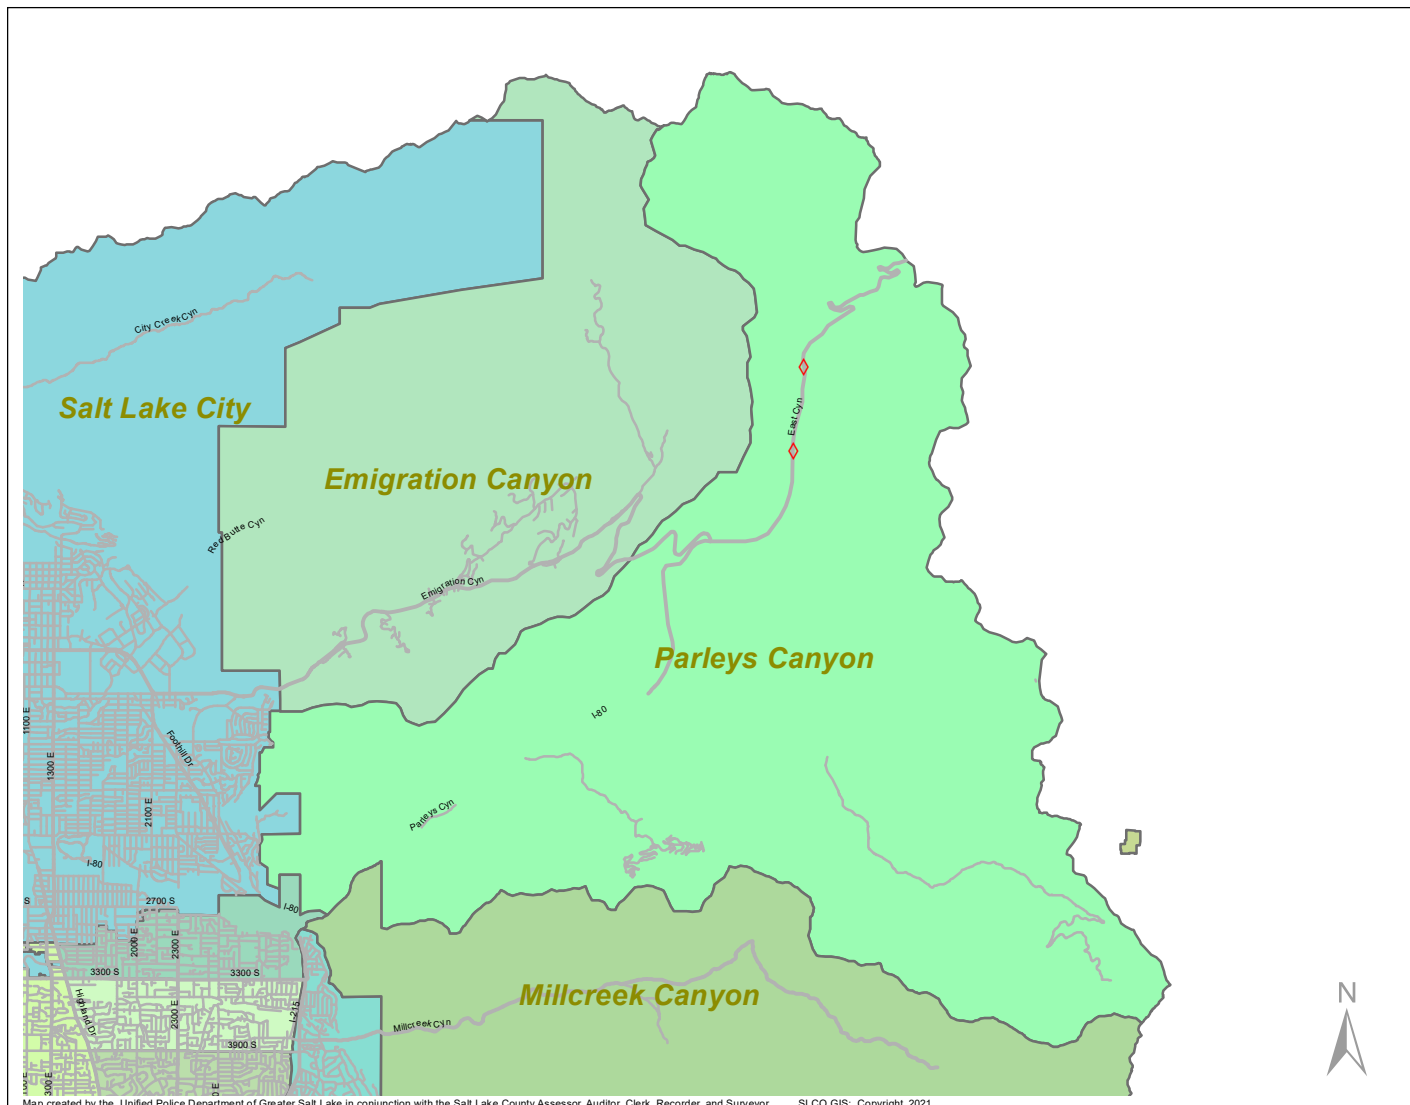 City Creek Cyn
Salt Lake City
East Cyn
Emigration Canyon
Red Butte Cyn
Emigration Cyn
Parleys Canyon
I-80
1100 E
1300 E
Foothill Dr
2100 E
Parleys Cyn
I-80
S
2700 S
I-80
2000 E
2300 E
3300 S
3300 S
Highland Dr
2300 E
I-215
Millcreek Canyon
Millcreek Cyn
3900 S
N
Map created by the Unified Police Department of Greater Salt Lake in conjunction with the Salt Lake County Assessor, Auditor, Clerk, Recorder, and Surveyor. SLCO GIS: Copyright, 2021